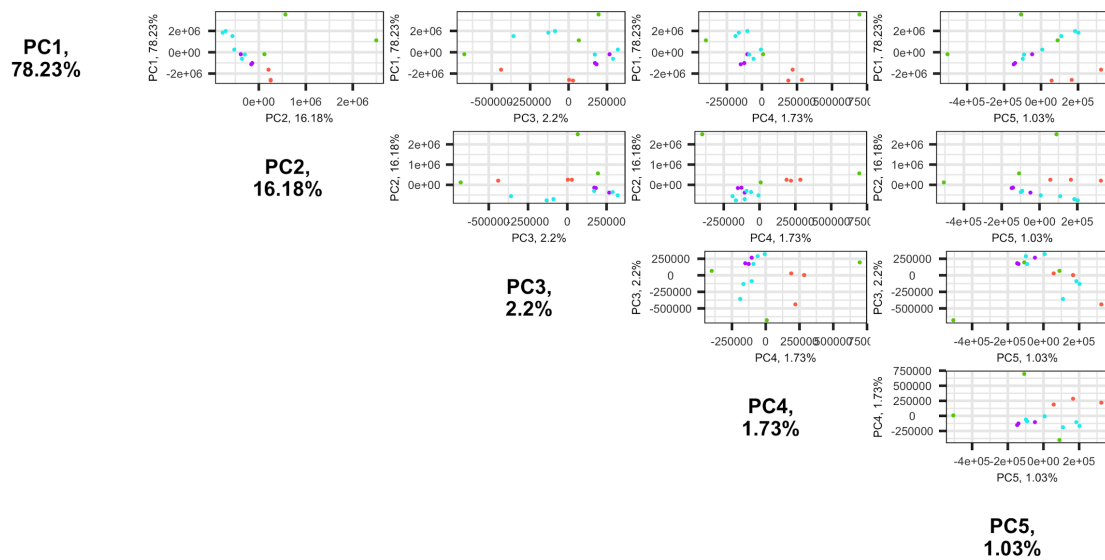 PC1,
78.23%
PC1, 78.23%
2e+06
0e+00
-2e+06
0e+00 1e+06 2e+06
PC2, 16.18%
PC1, 78.23%
2e+06
0e+00
-2e+06
-500000 -250000 0 250000
PC3, 2.2%
PC1, 78.23%
2e+06
0e+00
-2e+06
-250000 0 250000 500000 7500
PC4, 1.73%
PC1, 78.23%
2e+06
0e+00
-2e+06
-4e+05 -2e+05 0e+00 2e+05
PC5, 1.03%
PC2,
16.18%
PC2, 16.18%
2e+06
1e+06
0e+00
-500000 -250000 0 250000
PC3, 2.2%
PC2, 16.18%
2e+06
1e+06
0e+00
-250000 0 250000 500000 7500
PC4, 1.73%
PC2, 16.18%
2e+06
1e+06
0e+00
-4e+05 -2e+05 0e+00 2e+05
PC5, 1.03%
PC3,
2.2%
PC3, 2.2%
250000
0
-250000
-500000
-250000 0 250000 500000 7500
PC4, 1.73%
PC3, 2.2%
250000
0
-250000
-500000
-4e+05 -2e+05 0e+00 2e+05
PC5, 1.03%
PC4,
1.73%
PC4, 1.73%
750000
500000
250000
0
-250000
-4e+05 -2e+05 0e+00 2e+05
PC5, 1.03%
PC5,
1.03%